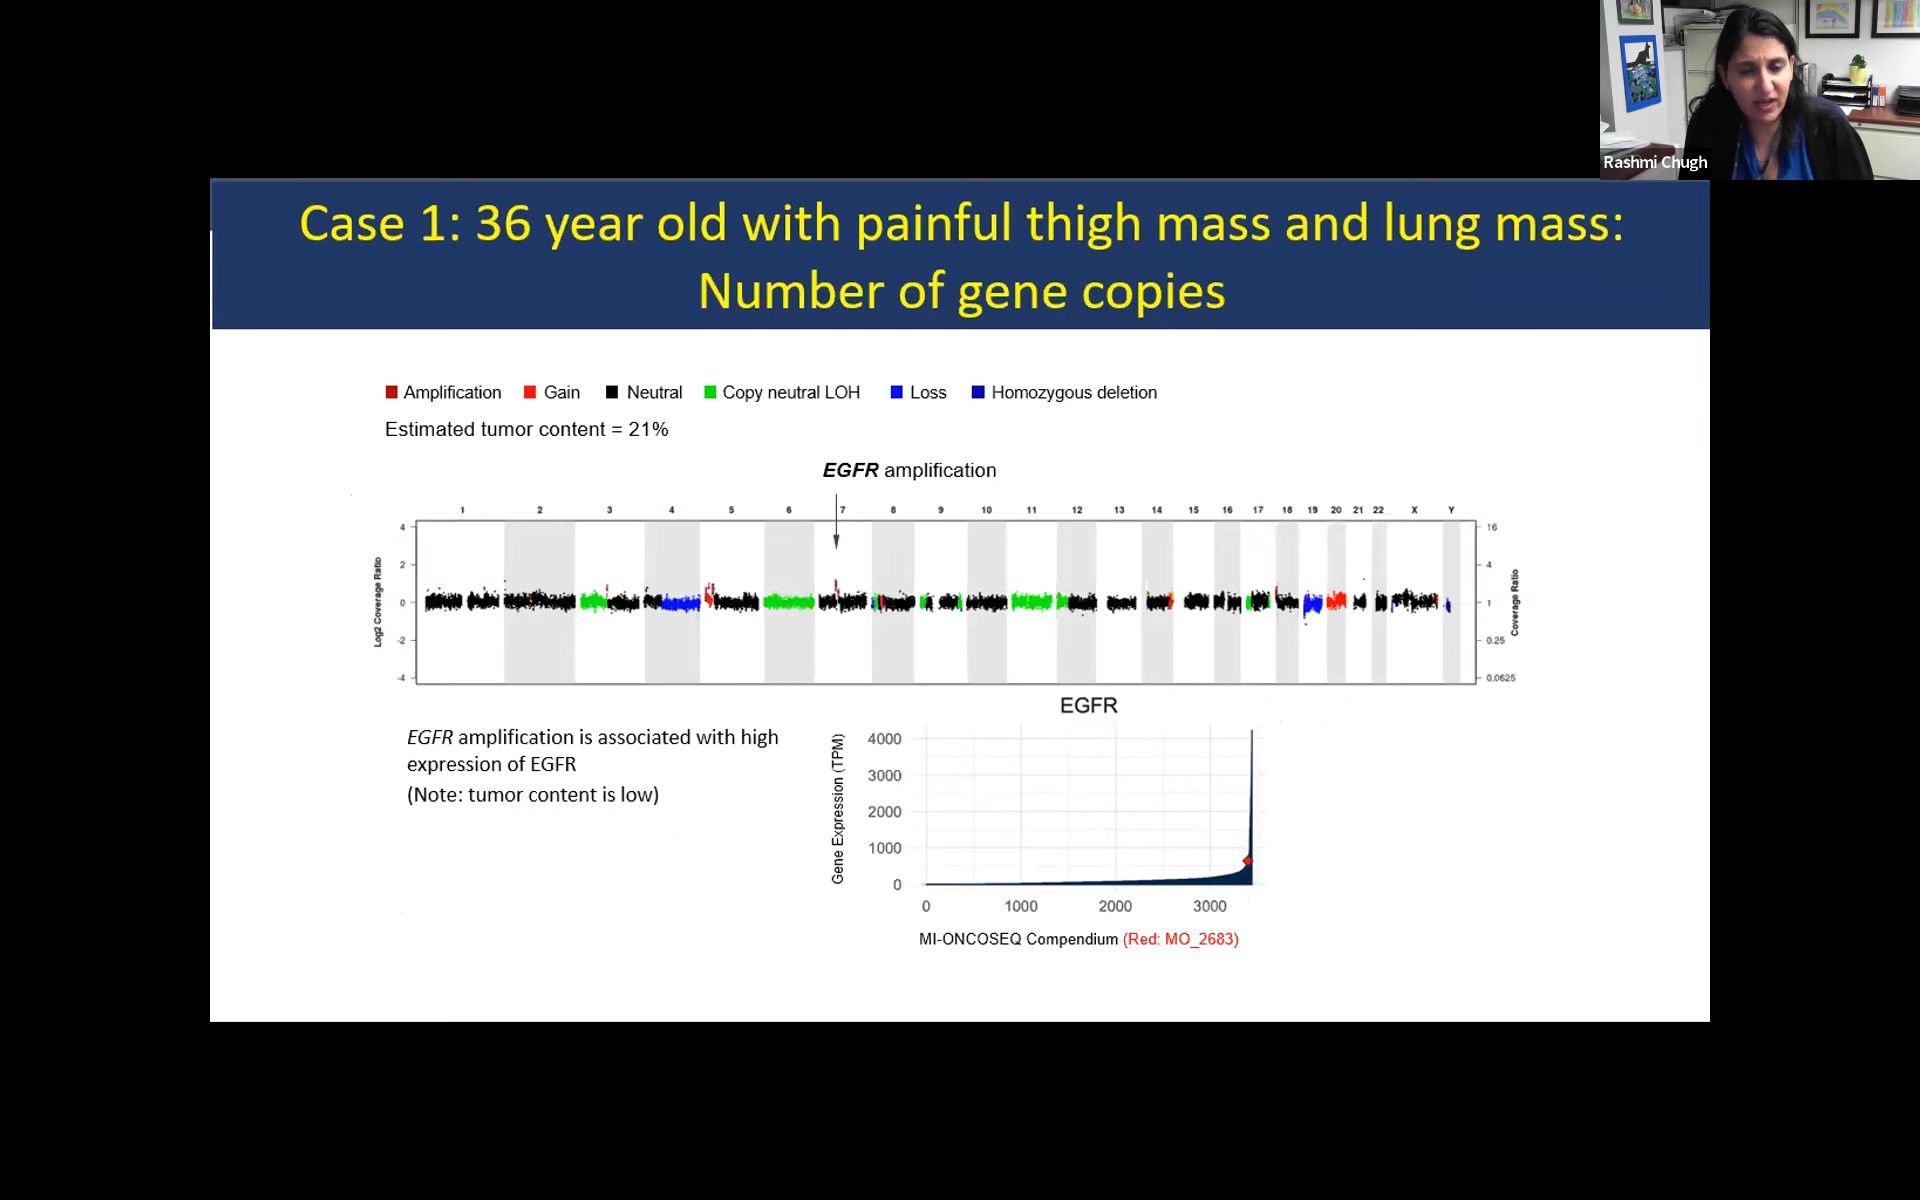 Rashmi Chugh
Case 1: 36 year old with painful thigh mass and lung mass:
Number of gene copies
Amplification Gain Neutral Copy neutral LOH Loss Homozygous deletion
Estimated tumor content = 21%
EGFR amplification
1 2 3 4 5 6 7 8 9 10 11 12 13 14 15 16 17 18 19 20 21 22 X Y
Log2 Coverage Ratio
4
2
0
-2
-4
16
4
1
0.25
0.0625
Coverage Ratio
EGFR amplification is associated with high
expression of EGFR
(Note: tumor content is low)
EGFR
Gene Expression (TPM)
4000
3000
2000
1000
0
0 1000 2000 3000
MI-ONCOSEQ Compendium (Red: MO_2683)